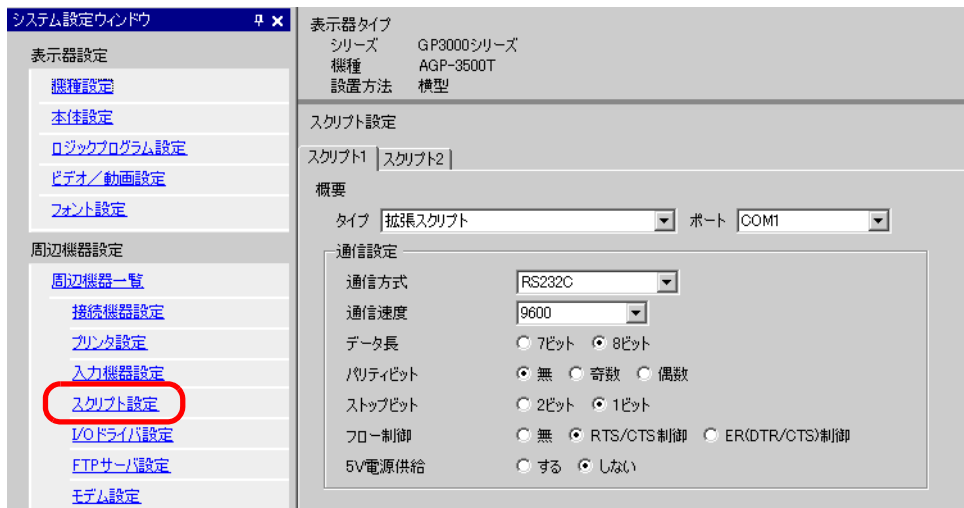 システム設定ウィンドウ
表示器設定
機種設定
本体設定
ロジックプログラム設定
ビデオ／動画設定
フォント設定
周辺機器設定
周辺機器一覧
接続機器設定
プリンタ設定
入力機器設定
スクリプト設定
I/Oドライバ設定
FTPサーバ設定
モデム設定
表示器タイプ
シリーズ GP3000シリーズ
機種 AGP-3500T
設置方法 横型
スクリプト設定
スクリプト1 スクリプト2
概要
タイプ 拡張スクリプト ポート COM1
通信設定
通信方式 RS232C
通信速度 9600
データ長 7ビット 8ビット
パリティビット 無 奇数 偶数
ストップビット 2ビット 1ビット
フロー制御 無 RTS/CTS制御 ER(DTR/CTS)制御
5V電源供給 する しない